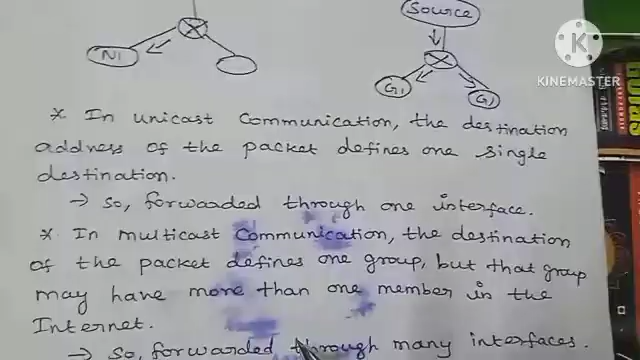 Source
N1
G1
G1
KINEMASTER
* In unicast Communication, the destination
address of the packet defines one single
destination.
→ So, forwarded through one interface.
* In multicast Communication, the destination
of the packet defines one group, but that group
may have more than one member in the
Internet.
→ So, forwarded through many interfaces.